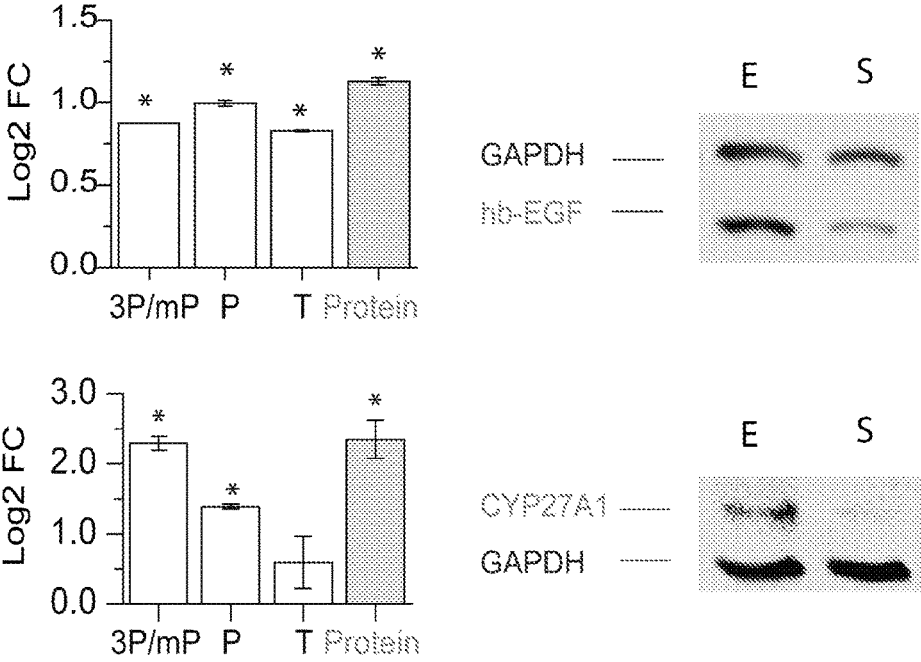 Log2 FC
1.5
1.0
0.5
0.0
* * * *
3P/mP P T Protein
E S
GAPDH
hb-EGF
Log2 FC
3.0
2.0
1.0
0.0
* * *
3P/mP P T Protein
E S
CYP27A1
GAPDH